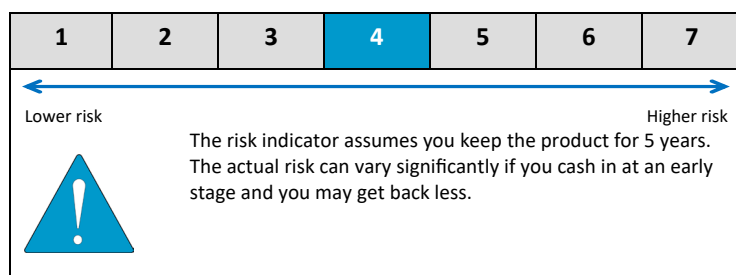 1 2 3 4 5 6 7
Lower risk Higher risk
The risk indicator assumes you keep the product for 5 years.
The actual risk can vary significantly if you cash in at an early
stage and you may get back less.